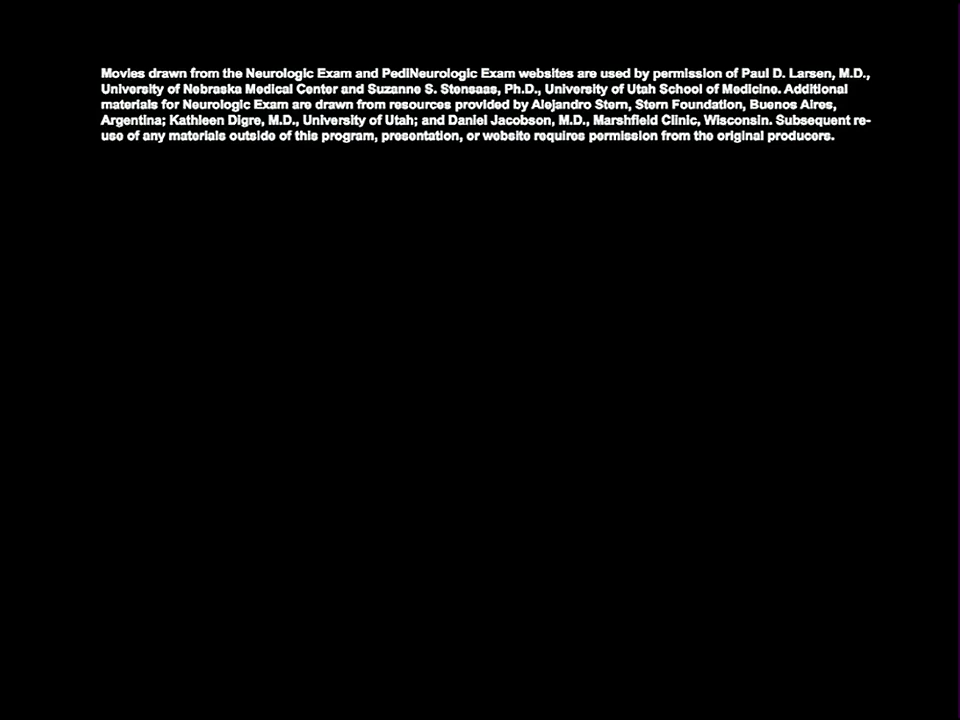 Movies drawn from the Neurologic Exam and PediNeurologic Exam websites are used by permission of Paul D. Larsen, M.D.,
University of Nebraska Medical Center and Suzanne S. Stensaas, Ph.D., University of Utah School of Medicine. Additional
materials for Neurologic Exam are drawn from resources provided by Alejandro Stern, Stern Foundation, Buenos Aires,
Argentina; Kathleen Digre, M.D., University of Utah; and Daniel Jacobson, M.D., Marshfield Clinic, Wisconsin. Subsequent re-
use of any materials outside of this program, presentation, or website requires permission from the original producers.